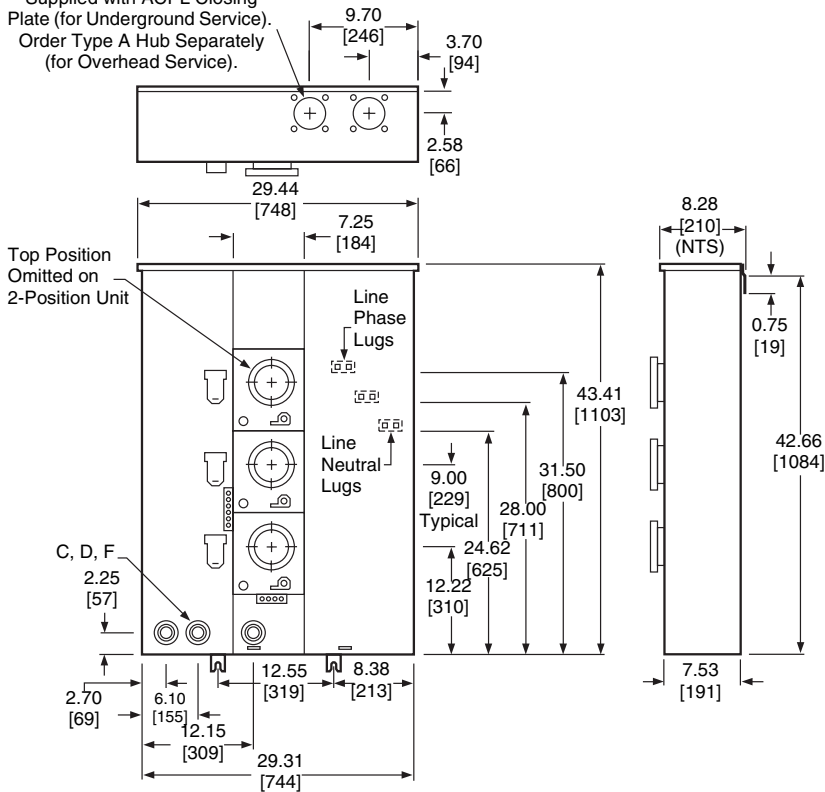 Plate (for Underground Service).
Order Type A Hub Separately
(for Overhead Service).
9.70
[246]
3.70
[94]
2.58
[66]
29.44
[748]
7.25
[184]
8.28
[210]
(NTS)
Top Position
Omitted on
2-Position Unit
Line
Phase
Lugs
0.75
[19]
43.41
[1103]
42.66
[1084]
Line
Neutral
Lugs
31.50
[800]
9.00
[229]
Typical
28.00
[711]
24.62
[625]
12.22
[310]
C, D, F
2.25
[57]
12.55
[319]
8.38
[213]
7.53
[191]
2.70
[69]
6.10
[155]
12.15
[309]
29.31
[744]